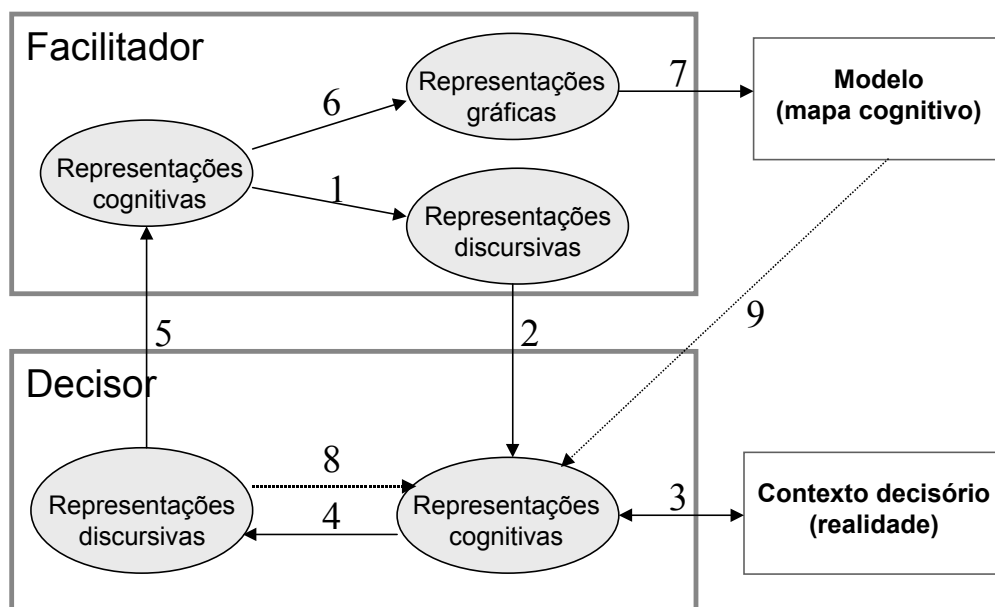 Facilitador
Representações
gráficas
7
Modelo
(mapa cognitivo)
6
Representações
cognitivas
1
Representações
discursivas
5
2
9
Decisor
Representações
discursivas
8
4
Representações
cognitivas
3
Contexto decisório
(realidade)